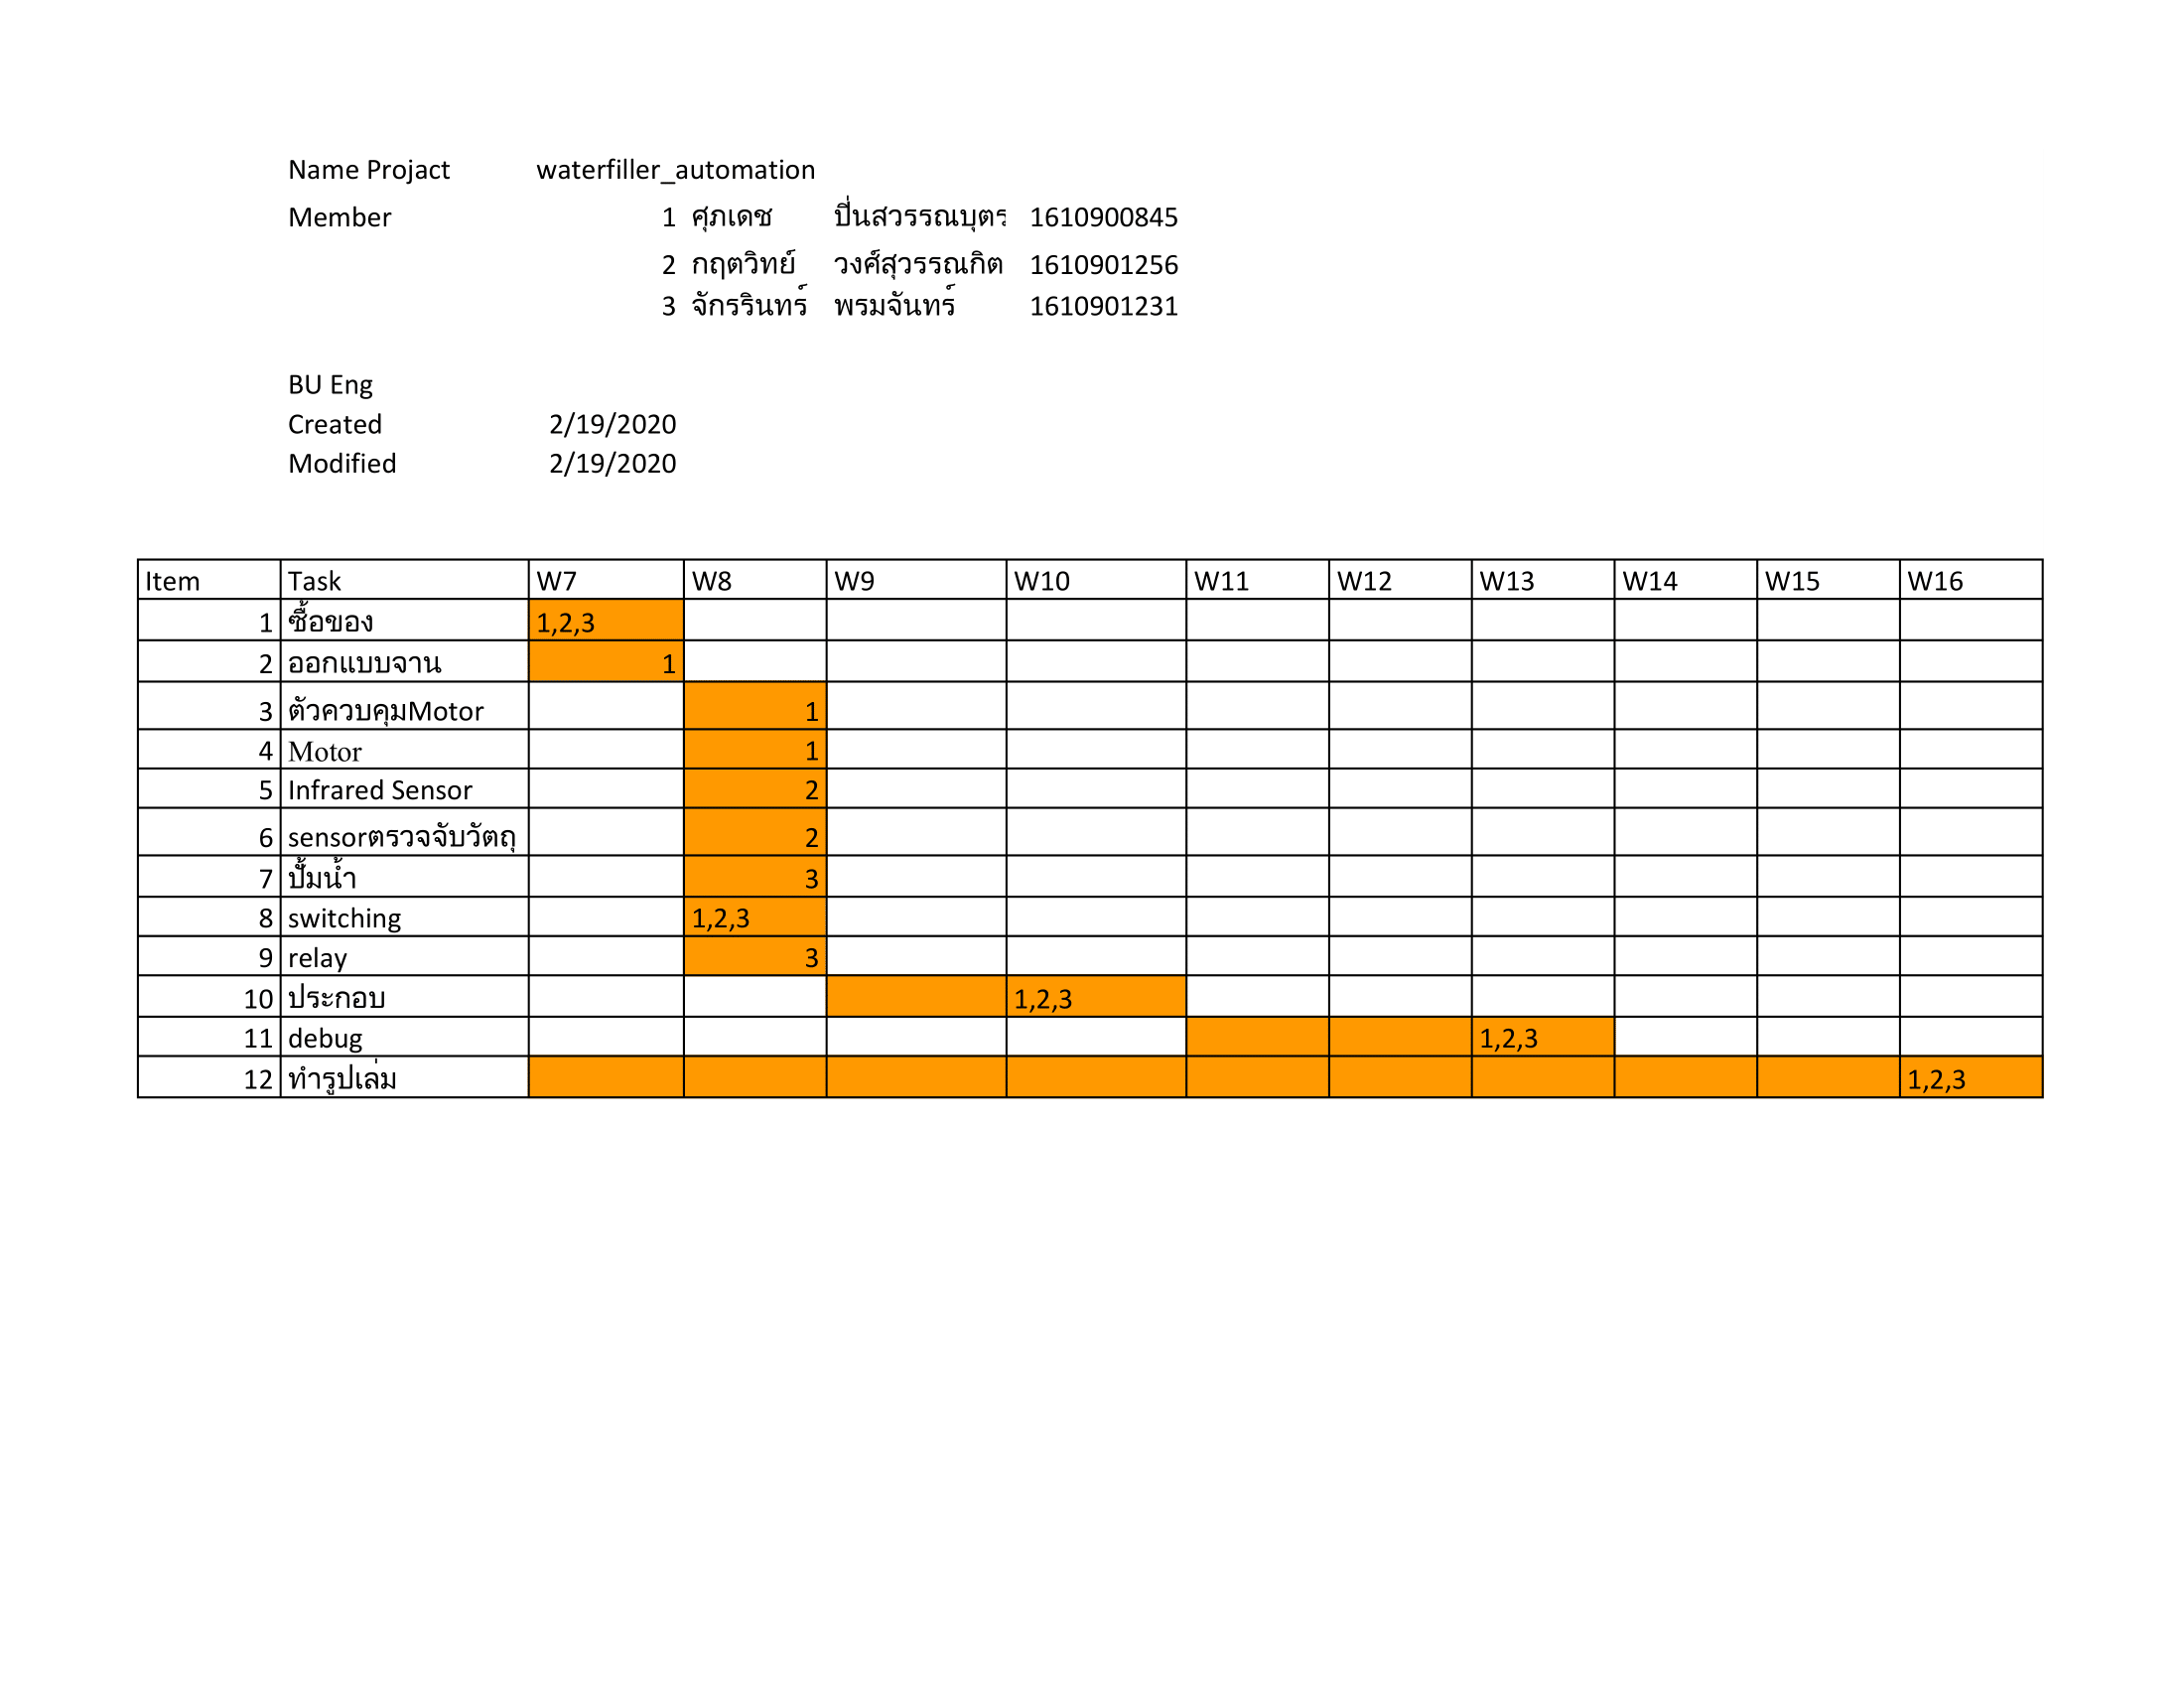 Name Projact waterfiller_automation
Member 1 ศุภเดช ปิ่นสวรรณบุตร 1610900845
2 กฤตวิทย์ วงศ์สุวรรณกิต 1610901256
3 จักรรินทร์ พรมจันทร์ 1610901231
BU Eng
Created 2/19/2020
Modified 2/19/2020
Item Task W7 W8 W9 W10 W11 W12 W13 W14 W15 W16
1 ซื้อของ 1,2,3
2 ออกแบบจาน 1
3 ตัวควบคุมMotor 1
4 Motor 1
5 Infrared Sensor 2
6 sensorตรวจจับวัตถุ 2
7 ปั้มน้ำ 3
8 switching 1,2,3
9 relay 3
10 ประกอบ 1,2,3
11 debug 1,2,3
12 ทำรูปเล่ม 1,2,3